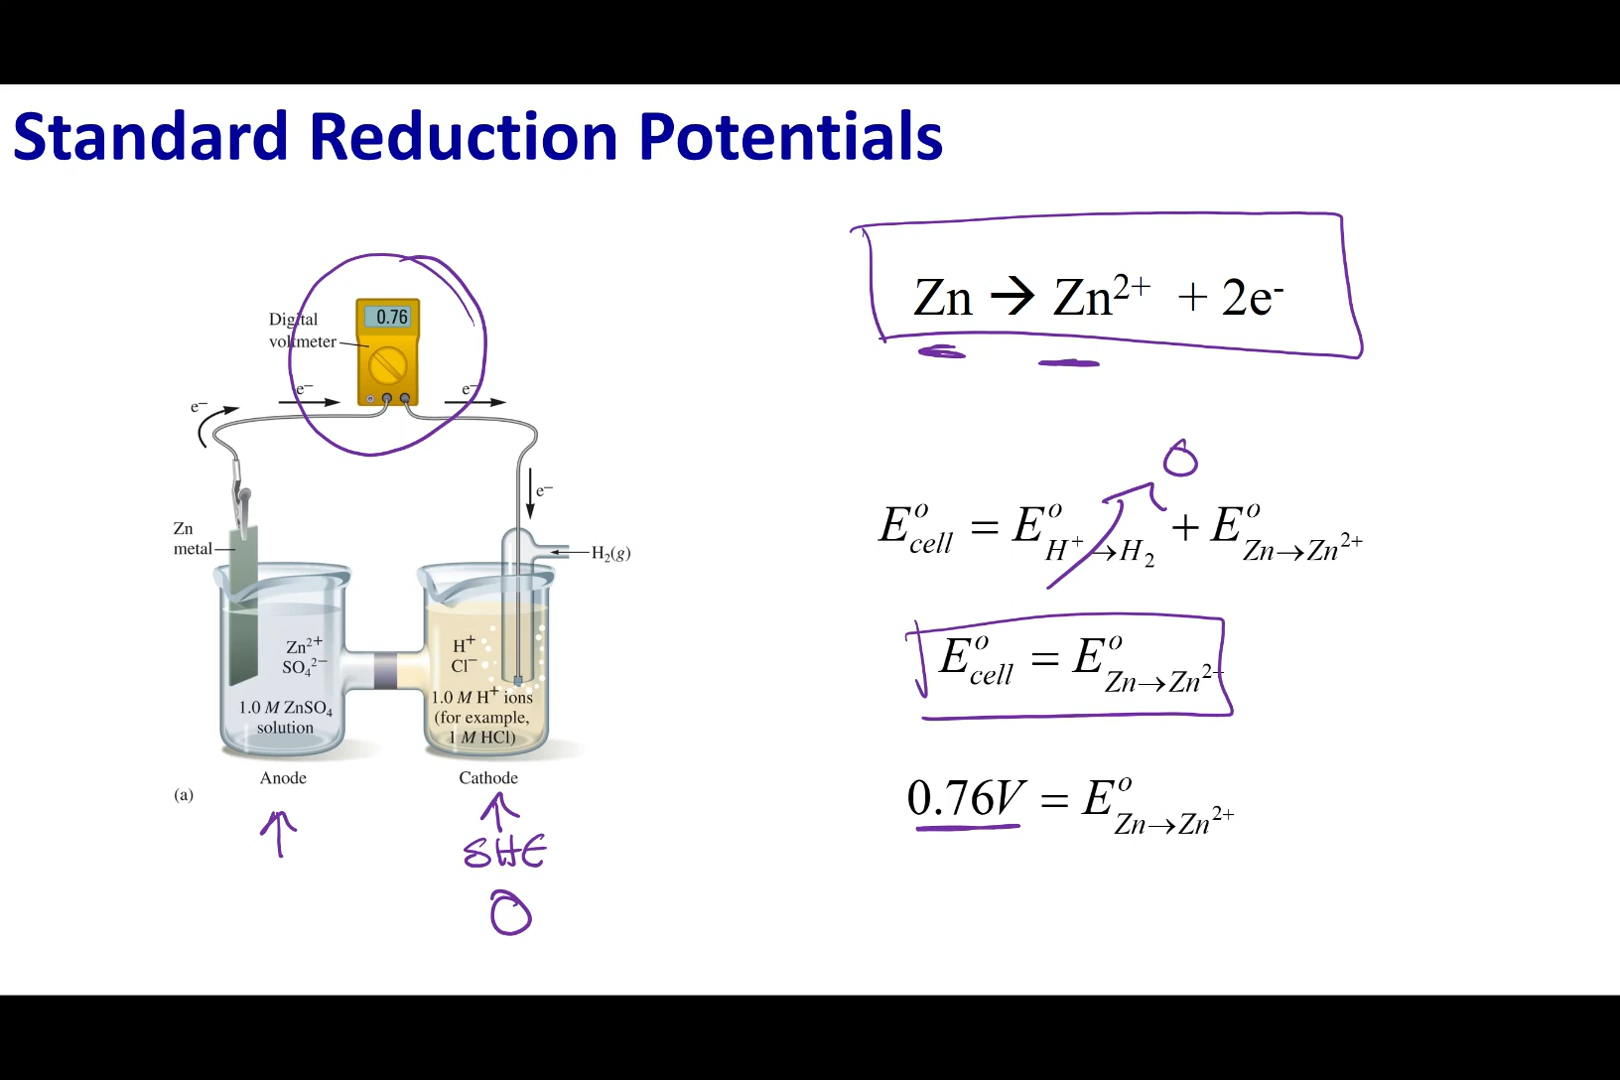 Standard Reduction Potentials
Zn → Zn²⁺ + 2e⁻
0.76
Digital
voltmeter
e⁻
e⁻
e⁻
e⁻
Zn
metal
H₂(g)
Zn²⁺
SO₄²⁻
1.0 M ZnSO₄
solution
H⁺
Cl⁻
1.0 M H⁺ ions
(for example,
1 M HCl)
Anode
Cathode
(a)
SHE
0
0
E°cell = E°H⁺→H₂ + E°Zn→Zn²⁺
E°cell = E°Zn→Zn²⁺
0.76V = E°Zn→Zn²⁺